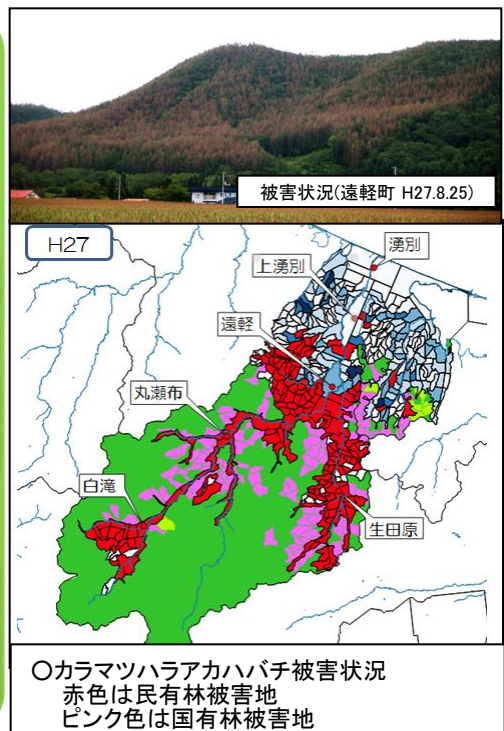 被害状況(遠軽町 H27.8.25)
H27
湧別
上湧別
遠軽
丸瀬布
白滝
生田原
○カラマツハラアカハバチ被害状況
赤色は民有林被害地
ピンク色は国有林被害地